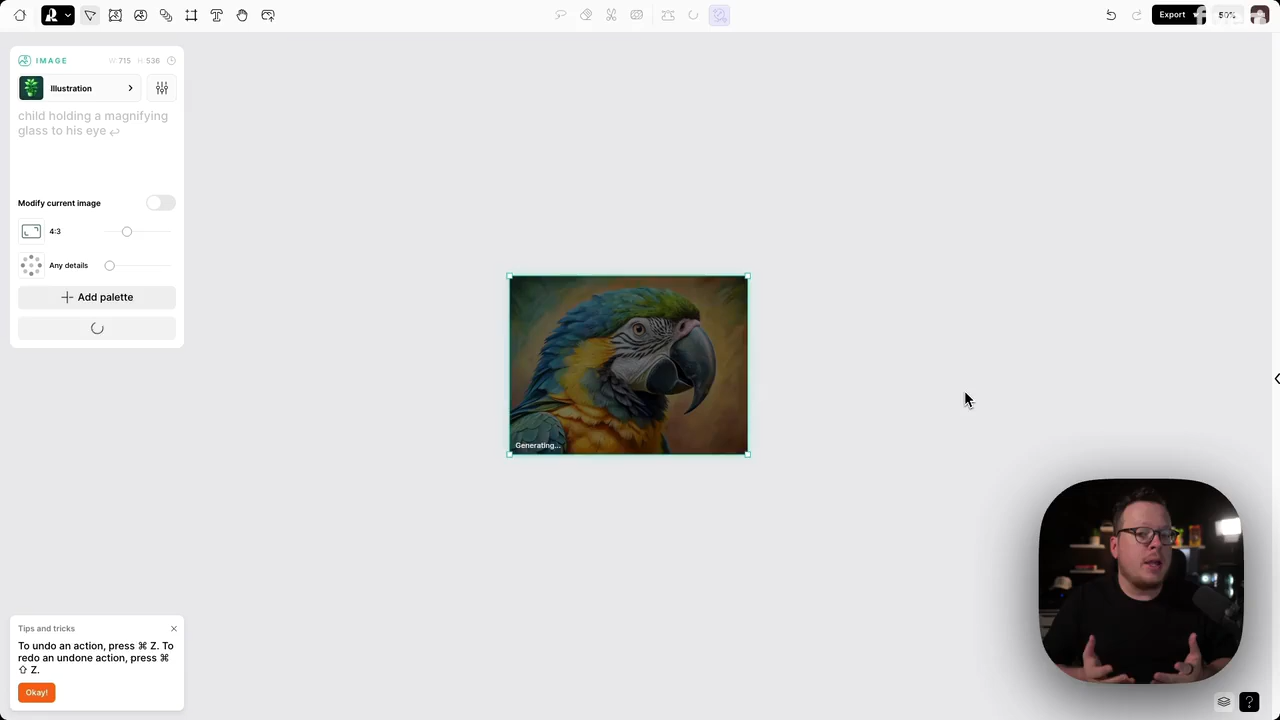 Export
50%
IMAGE
W 715 H 536
Illustration
child holding a magnifying
glass to his eye
Modify current image
4:3
Any details
Add palette
Generating...
Tips and tricks
To undo an action, press ⌘ Z. To
redo an undone action, press ⌘
⇧ Z.
Okay!
?